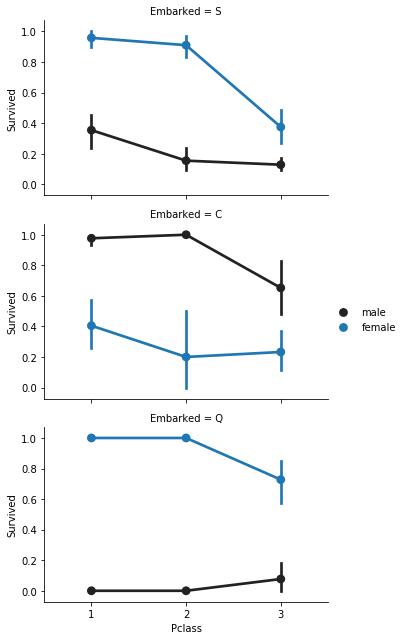 Embarked = S
1.0
0.8
0.6
0.4
0.2
0.0
Survived
Embarked = C
1.0
0.8
0.6
0.4
0.2
0.0
Survived
male
female
Embarked = Q
1.0
0.8
0.6
0.4
0.2
0.0
Survived
1 2 3
Pclass